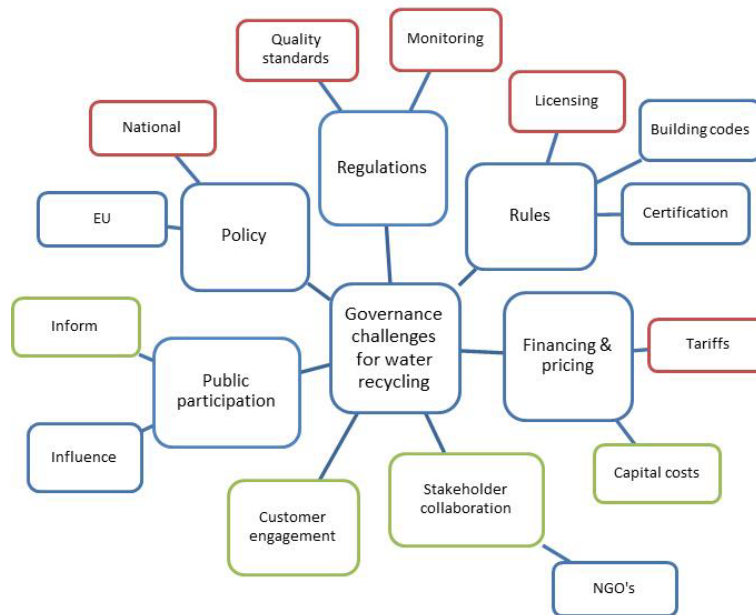 Quality
standards
Monitoring
National
Licensing
Building codes
Regulations
EU
Policy
Rules
Certification
Inform
Governance
challenges
for water
recycling
Financing &
pricing
Tariffs
Public
participation
Influence
Customer
engagement
Stakeholder
collaboration
Capital costs
NGO's